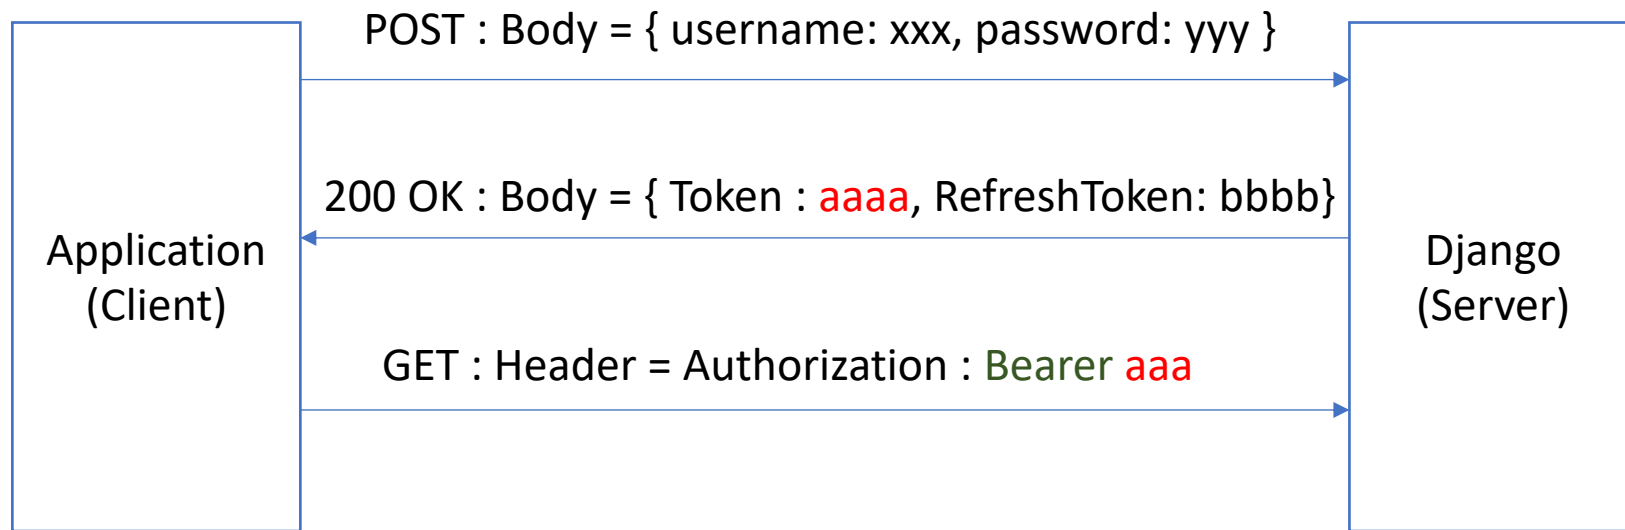 POST : Body = { username: xxx, password: yyy }
200 OK : Body = { Token : aaaa, RefreshToken: bbbb}
Application
(Client)
Django
(Server)
GET : Header = Authorization : Bearer aaa